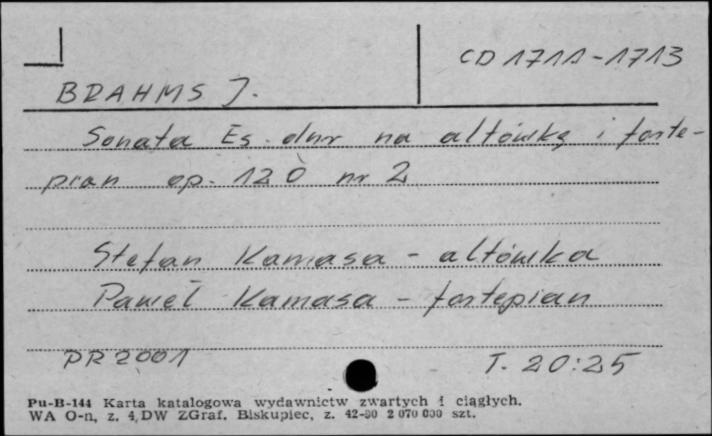 CD 1711-1713
BRAHMS J.
Sonata Es-dur na altówkę i forte-
pian op. 120 nr 2
Stefan Kamasa - altówka
Paweł Kamasa - fortepian
PR 2001 T. 20:25
Pu-B-144 Karta katalogowa wydawnictw zwartych i ciągłych.
WA O-n, z. 4, DW ZGraf. Biskupiec, z. 42-80 2 070 000 szt.